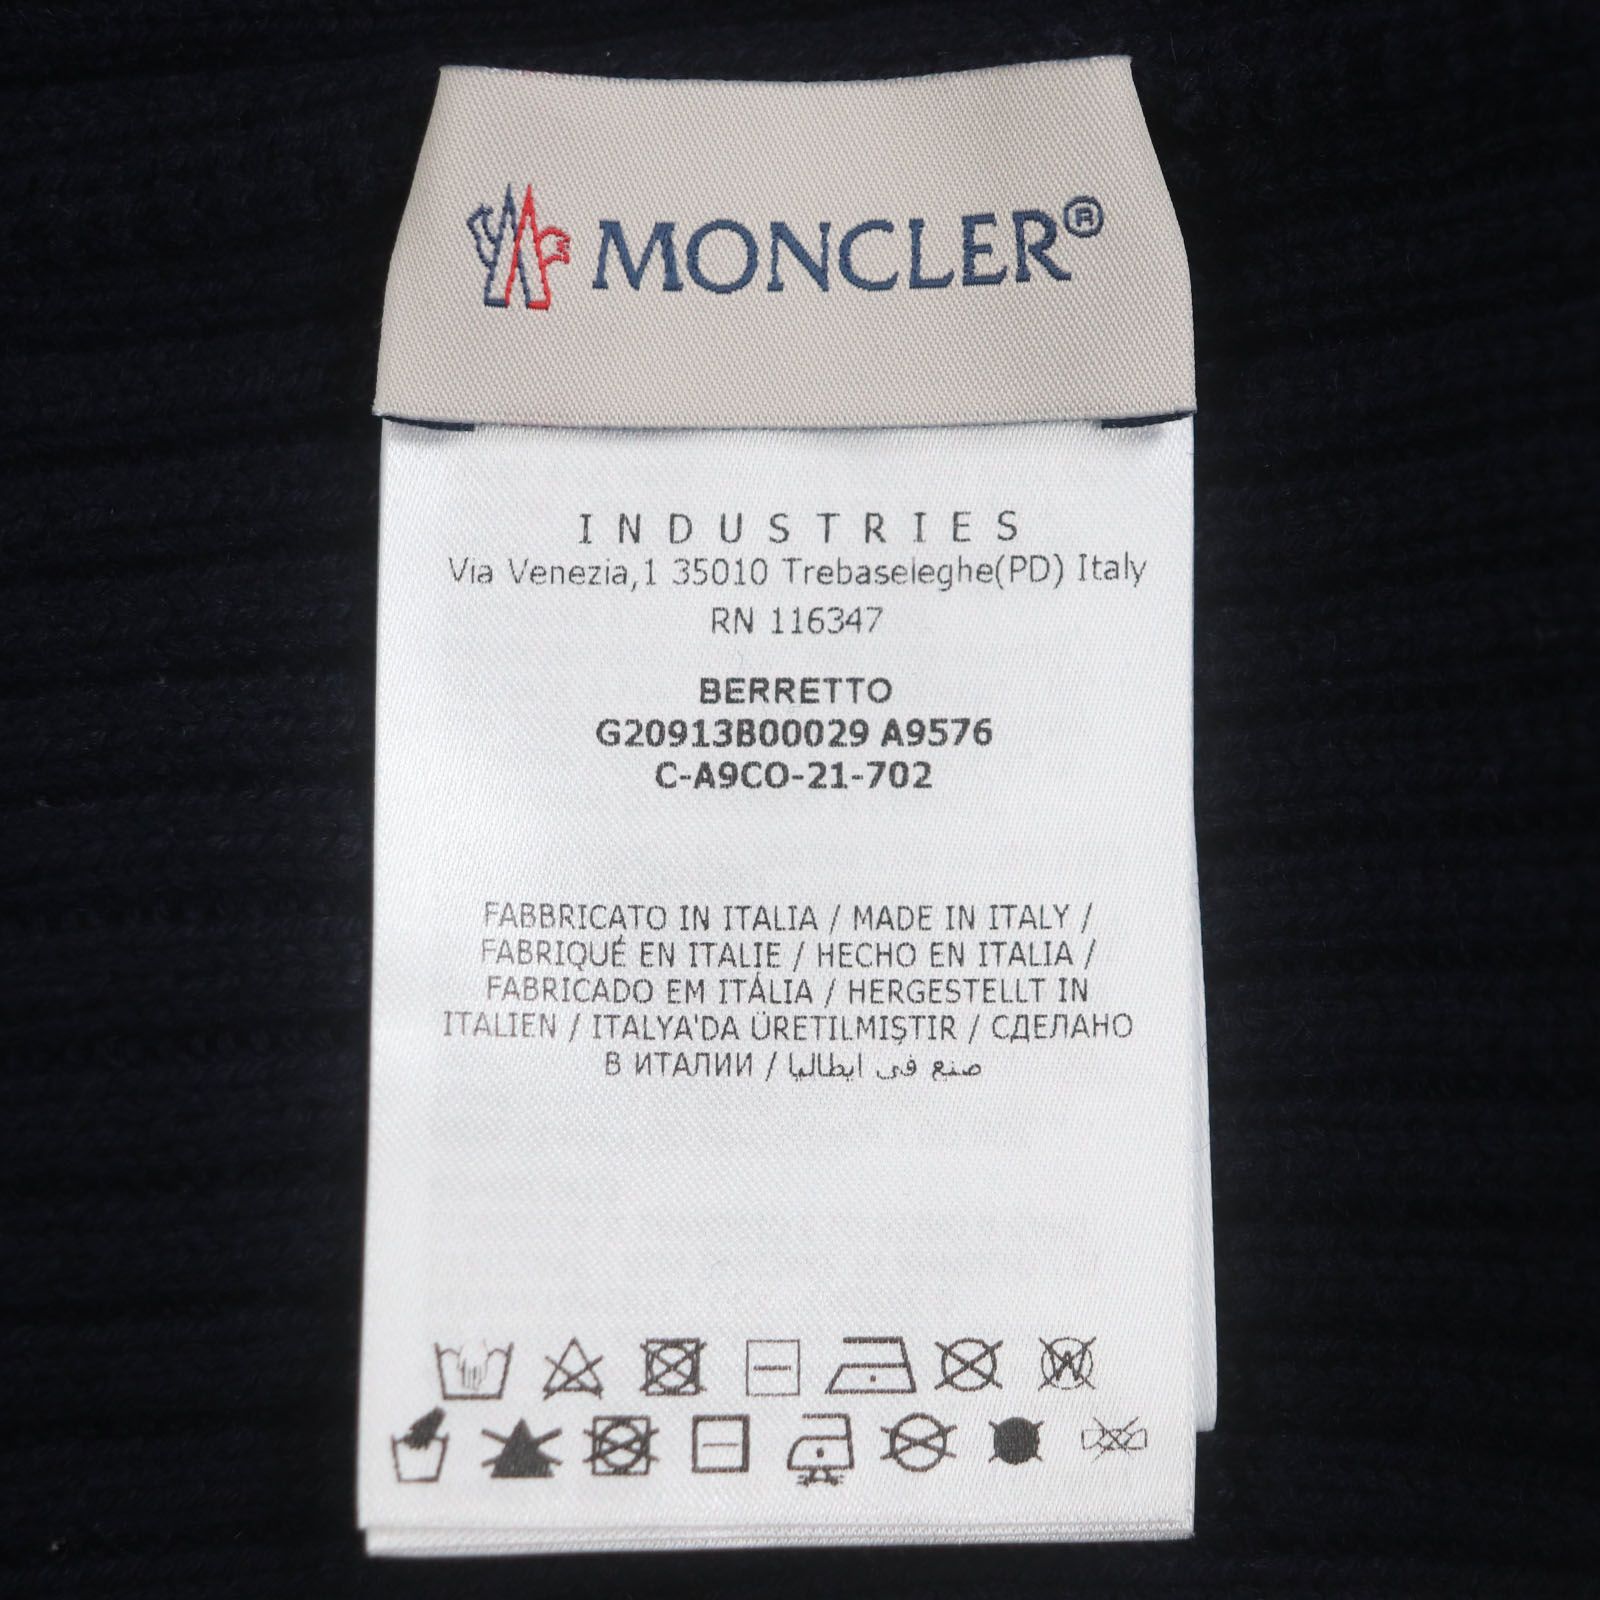 MONCLER®
INDUSTRIES
Via Venezia,1 35010 Trebaseleghe(PD) Italy
RN 116347
BERRETTO
G20913B00029 A9576
C-A9CO-21-702
FABBRICATO IN ITALIA / MADE IN ITALY /
FABRIQUÉ EN ITALIE / HECHO EN ITALIA /
FABRICADO EM ITÁLIA / HERGESTELLT IN
ITALIEN / ITALYA'DA ÜRETILMIŞTIR / СДЕЛАНО
В ИТАЛИИ / صنع في ايطاليا
W